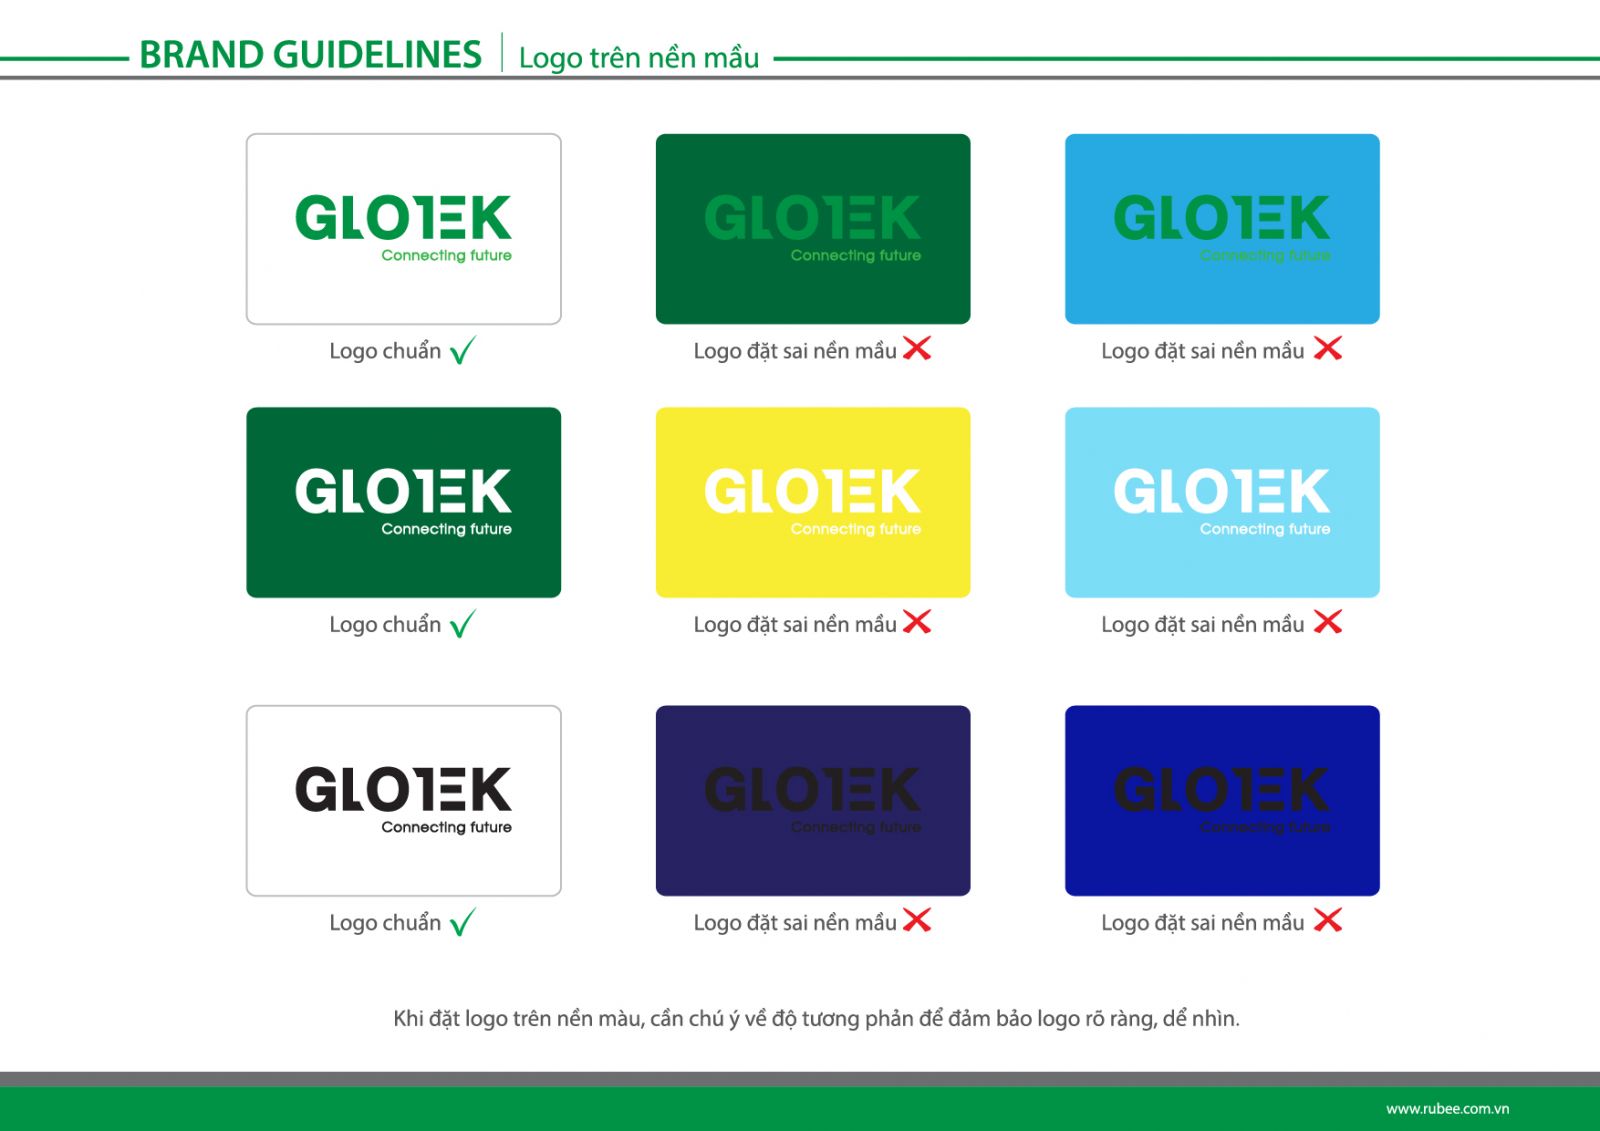 BRAND GUIDELINES | Logo trên nền mầu
GLOTEK GLOTEK GLOTEK
Connecting future Connecting future Connecting future
Logo chuẩn Logo đặt sai nền mầu Logo đặt sai nền mầu
GLOTEK GLOTEK GLOTEK
Connecting future Connecting future Connecting future
Logo chuẩn Logo đặt sai nền mầu Logo đặt sai nền mầu
GLOTEK GLOTEK GLOTEK
Connecting future Connecting future Connecting future
Logo chuẩn Logo đặt sai nền mầu Logo đặt sai nền mầu
Khi đặt logo trên nền màu, cần chú ý về độ tương phản để đảm bảo logo rõ ràng, dể nhìn.
www.rubee.com.vn